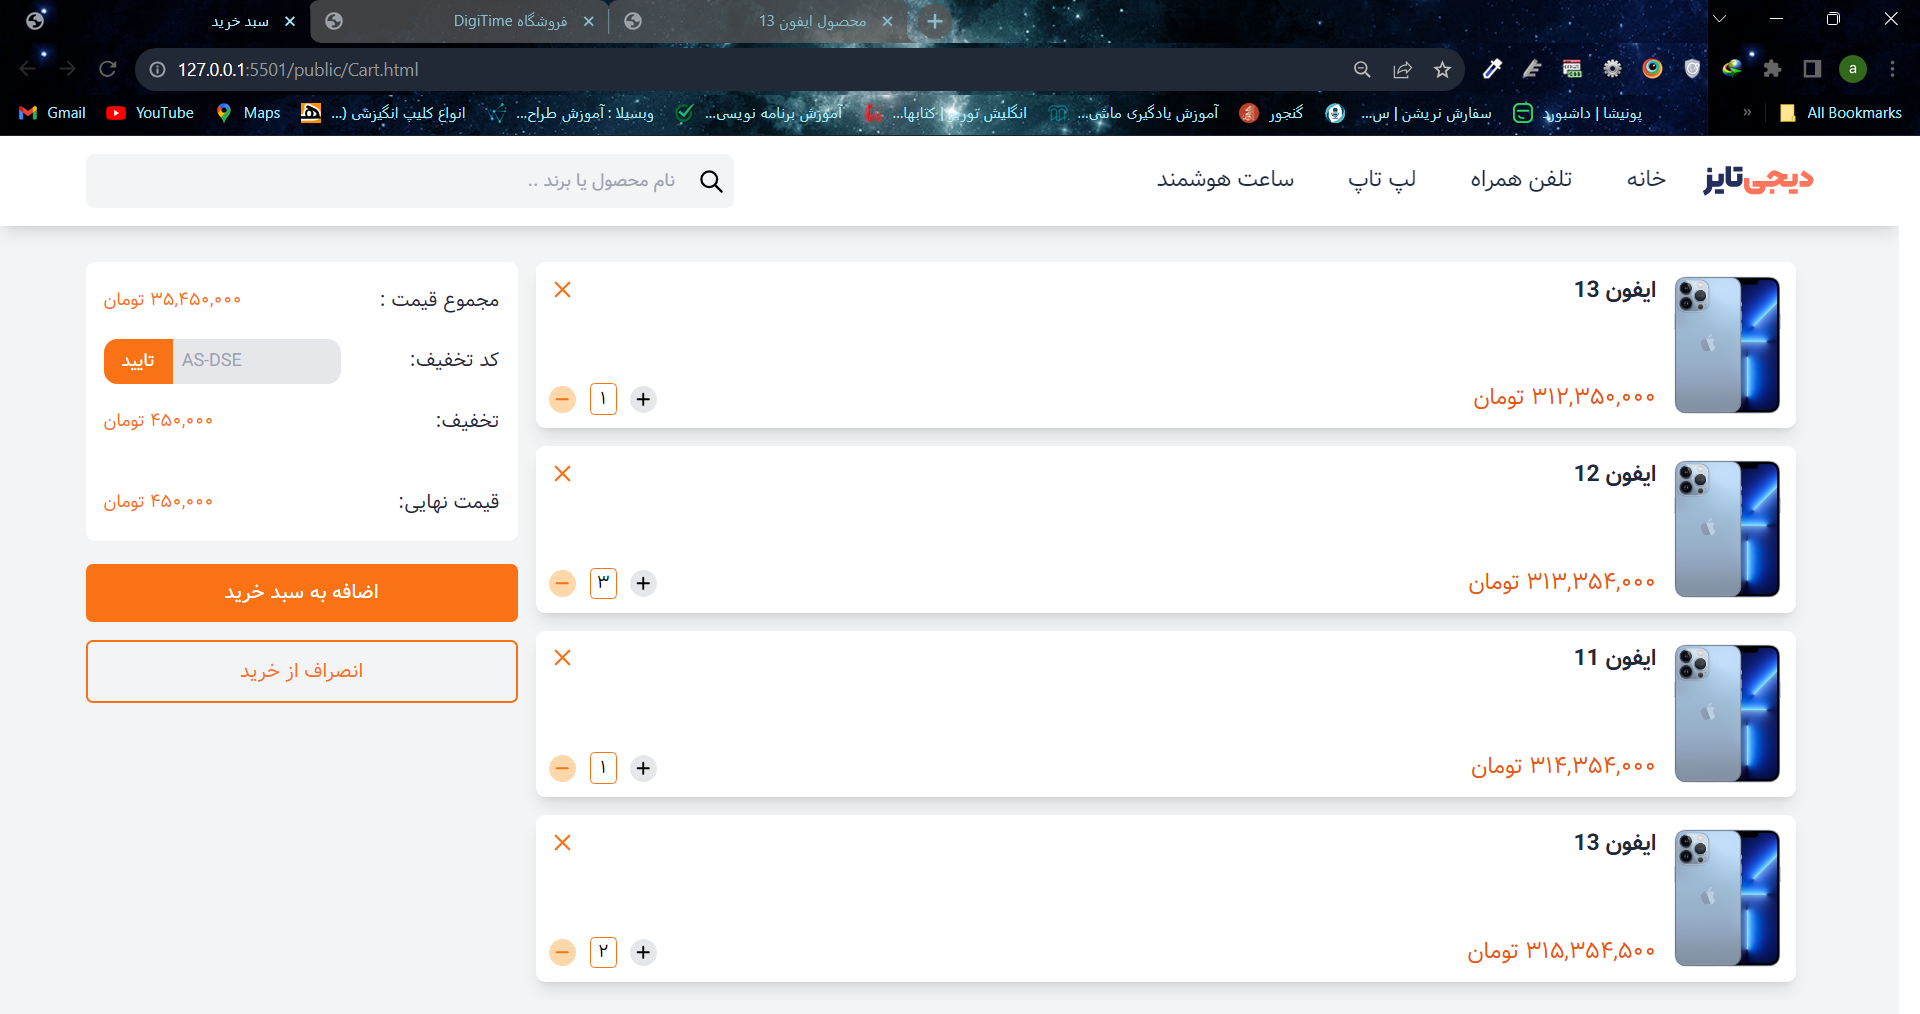 سبد خرید
فروشگاه DigiTime
محصول ایفون 13
127.0.0.1:5501/public/Cart.html
a
Gmail
YouTube
Maps
انواع کلیپ انگیزشی (...
وبسیلا : آموزش طراح...
آموزش برنامه نویسی...
انگلیش تورز | کتابها...
آموزش یادگیری ماشی...
گنجور
سفارش نریشن | س...
پونیشا | داشبورد
»
All Bookmarks
دیجی‌تایز
خانه
تلفن همراه
لپ تاپ
ساعت هوشمند
نام محصول یا برند ..
ایفون 13
۳۱۲,۳۵۰,۰۰۰ تومان
۱
ایفون 12
۳۱۳,۳۵۴,۰۰۰ تومان
۳
ایفون 11
۳۱۴,۳۵۴,۰۰۰ تومان
۱
ایفون 13
۳۱۵,۳۵۴,۵۰۰ تومان
۲
مجموع قیمت : ۳۵,۴۵۰,۰۰۰ تومان
کد تخفیف: AS-DSE تایید
تخفیف: ۴۵۰,۰۰۰ تومان
قیمت نهایی: ۴۵۰,۰۰۰ تومان
اضافه به سبد خرید
انصراف از خرید